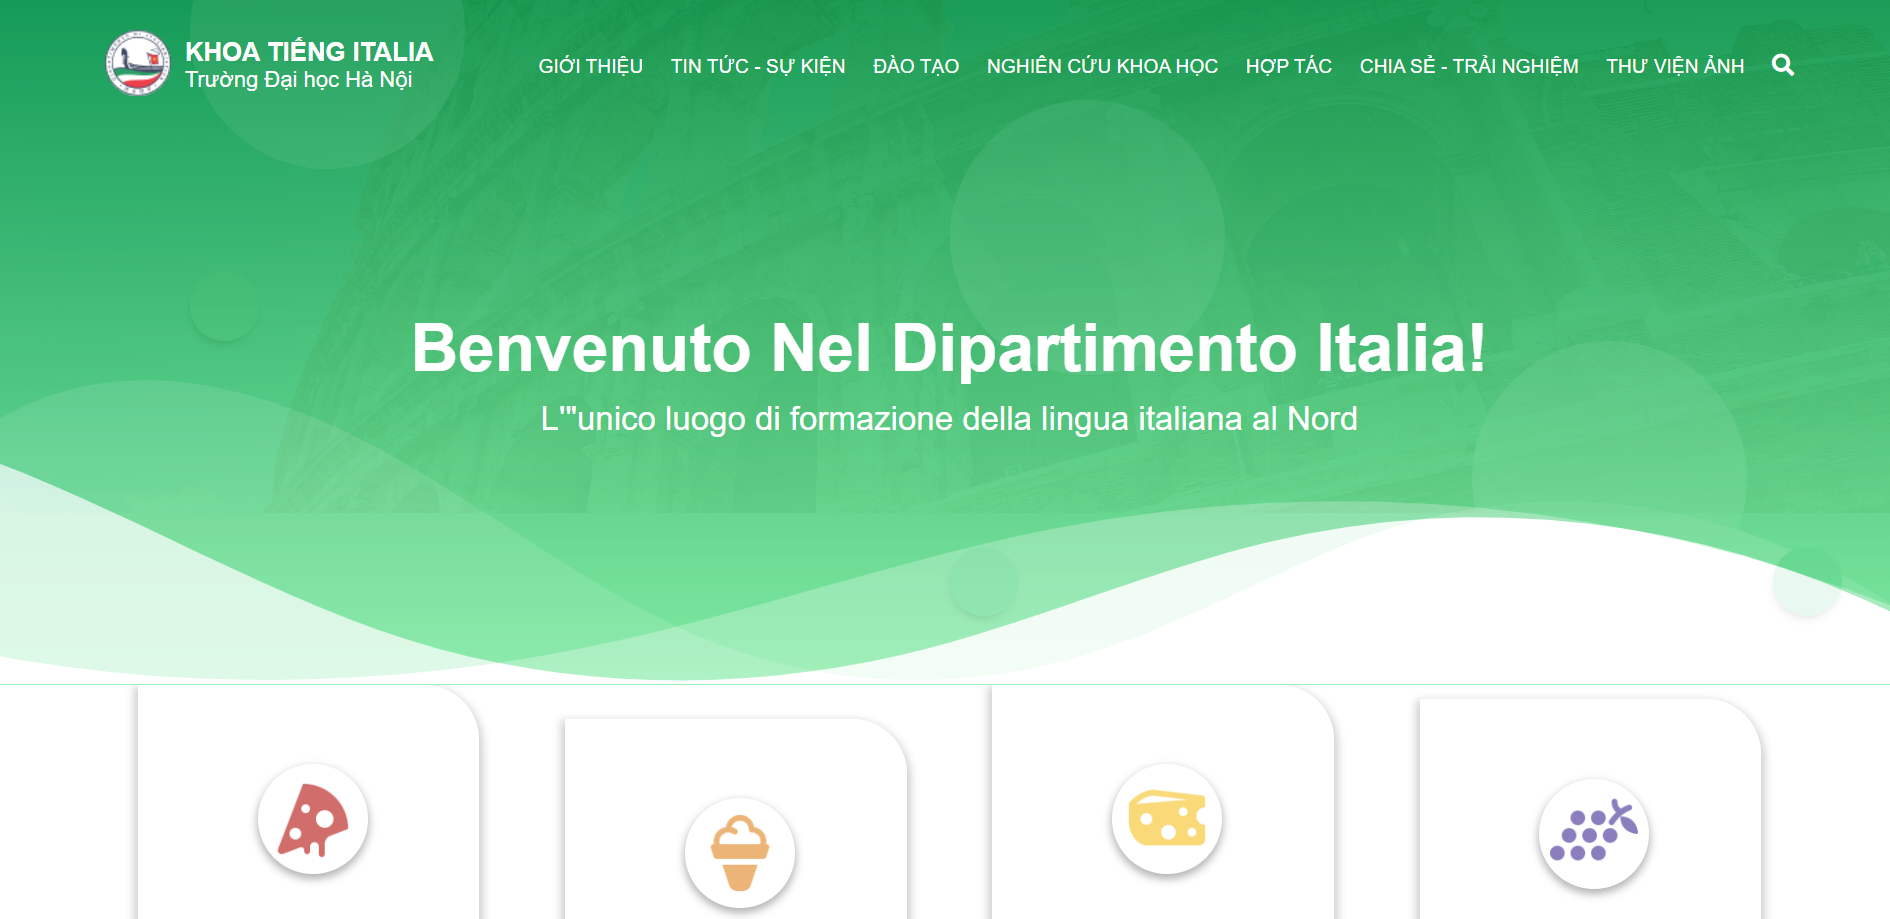 KHOA TIẾNG ITALIA
Trường Đại học Hà Nội
GIỚI THIỆU TIN TỨC - SỰ KIỆN ĐÀO TẠO NGHIÊN CỨU KHOA HỌC HỢP TÁC CHIA SẺ - TRẢI NGHIỆM THƯ VIỆN ẢNH
Benvenuto Nel Dipartimento Italia!
L'"unico luogo di formazione della lingua italiana al Nord